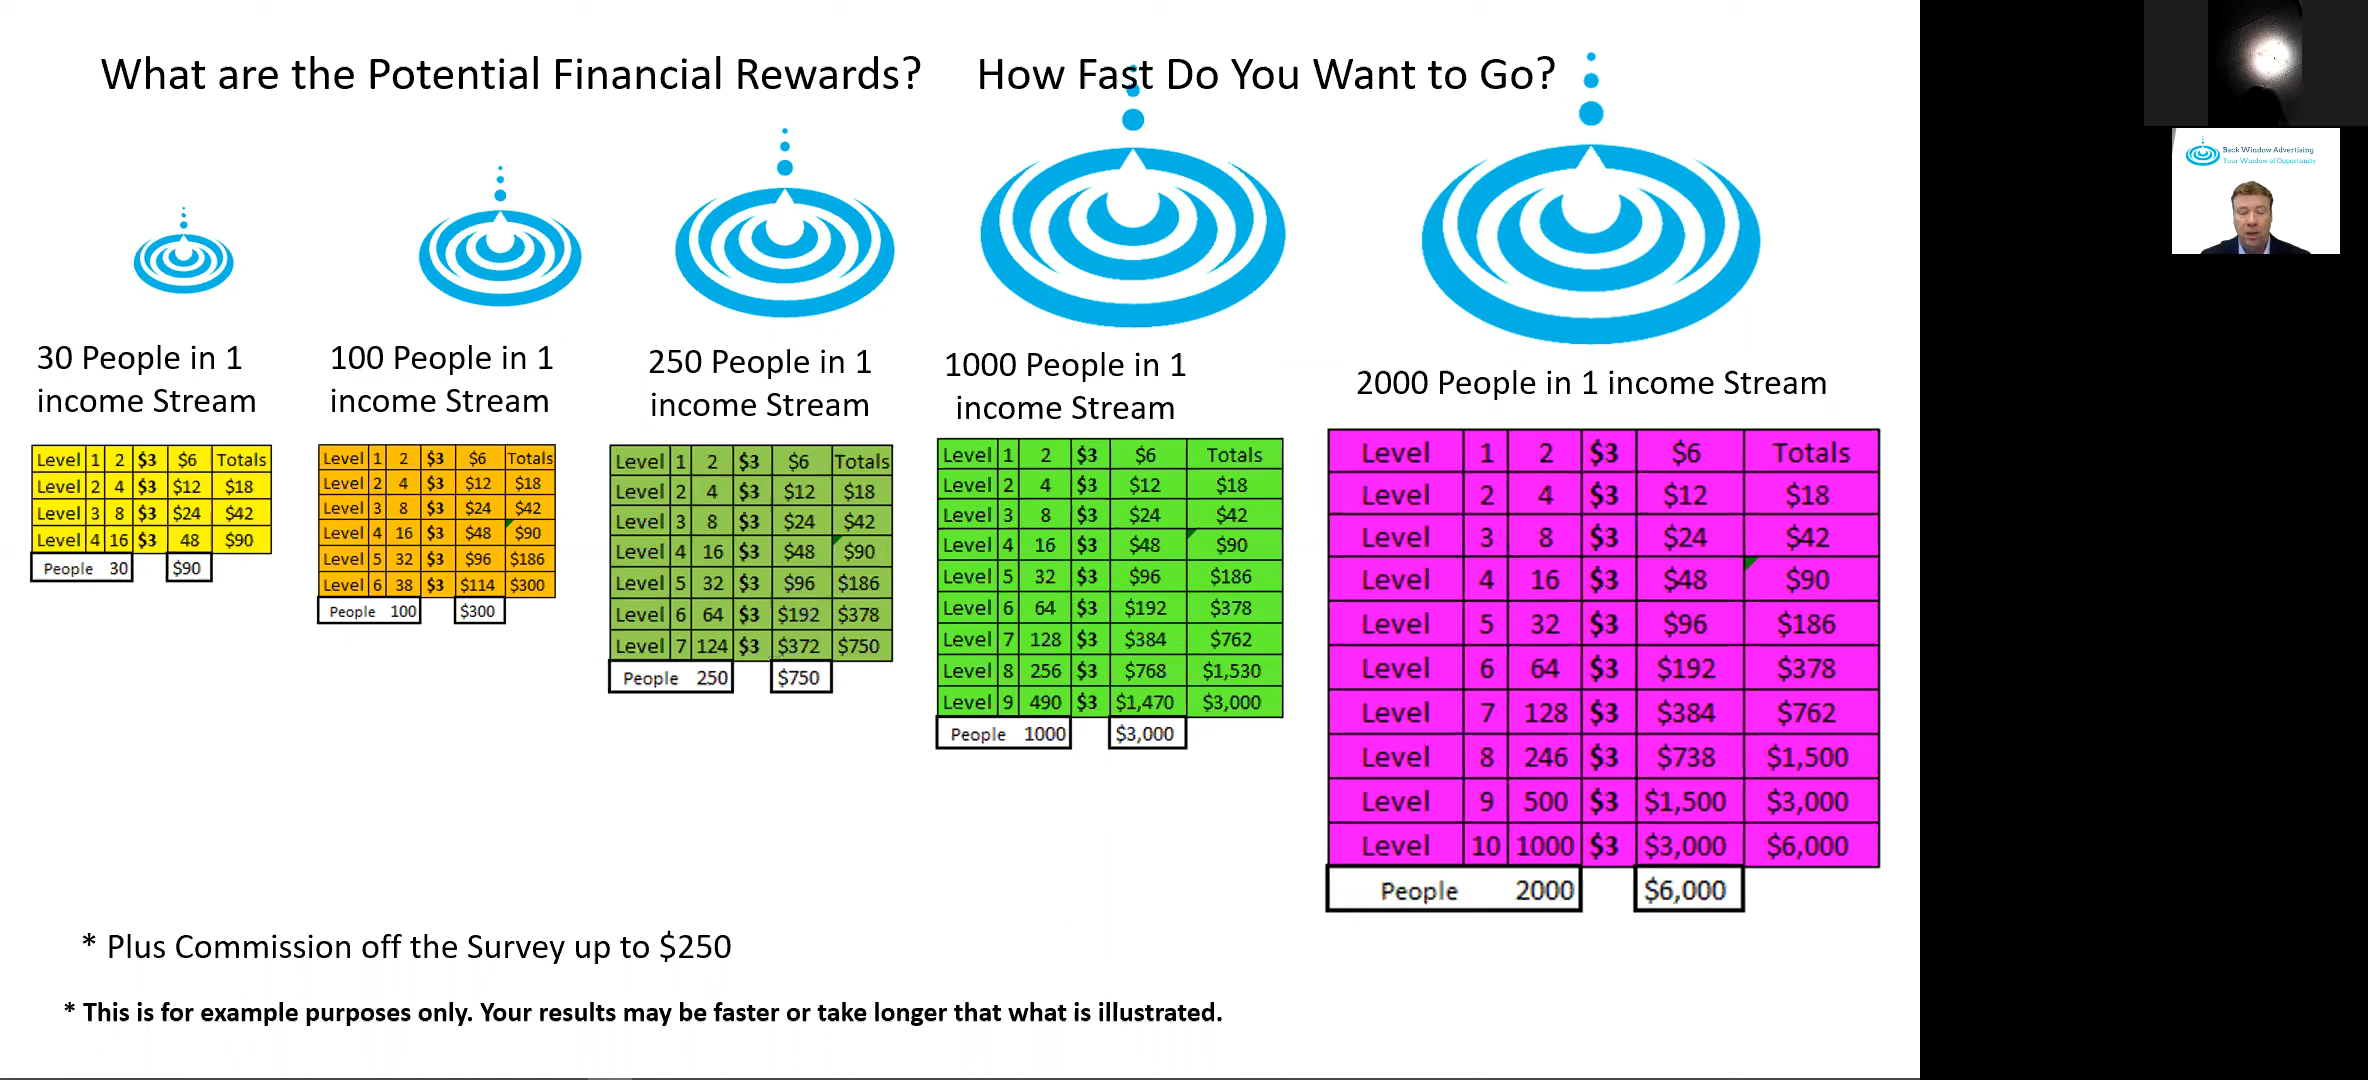 What are the Potential Financial Rewards? How Fast Do You Want to Go?
Back Window Advertising
Your Window of Opportunity
30 People in 1
income Stream
Level 1 2 $3 $6 Totals
Level 2 4 $3 $12 $18
Level 3 8 $3 $24 $42
Level 4 16 $3 48 $90
People 30 $90
100 People in 1
income Stream
Level 1 2 $3 $6 Totals
Level 2 4 $3 $12 $18
Level 3 8 $3 $24 $42
Level 4 16 $3 $48 $90
Level 5 32 $3 $96 $186
Level 6 38 $3 $114 $300
People 100 $300
250 People in 1
income Stream
Level 1 2 $3 $6 Totals
Level 2 4 $3 $12 $18
Level 3 8 $3 $24 $42
Level 4 16 $3 $48 $90
Level 5 32 $3 $96 $186
Level 6 64 $3 $192 $378
Level 7 124 $3 $372 $750
People 250 $750
1000 People in 1
income Stream
Level 1 2 $3 $6 Totals
Level 2 4 $3 $12 $18
Level 3 8 $3 $24 $42
Level 4 16 $3 $48 $90
Level 5 32 $3 $96 $186
Level 6 64 $3 $192 $378
Level 7 128 $3 $384 $762
Level 8 256 $3 $768 $1,530
Level 9 490 $3 $1,470 $3,000
People 1000 $3,000
2000 People in 1 income Stream
Level 1 2 $3 $6 Totals
Level 2 4 $3 $12 $18
Level 3 8 $3 $24 $42
Level 4 16 $3 $48 $90
Level 5 32 $3 $96 $186
Level 6 64 $3 $192 $378
Level 7 128 $3 $384 $762
Level 8 246 $3 $738 $1,500
Level 9 500 $3 $1,500 $3,000
Level 10 1000 $3 $3,000 $6,000
People 2000 $6,000
* Plus Commission off the Survey up to $250
* This is for example purposes only. Your results may be faster or take longer that what is illustrated.